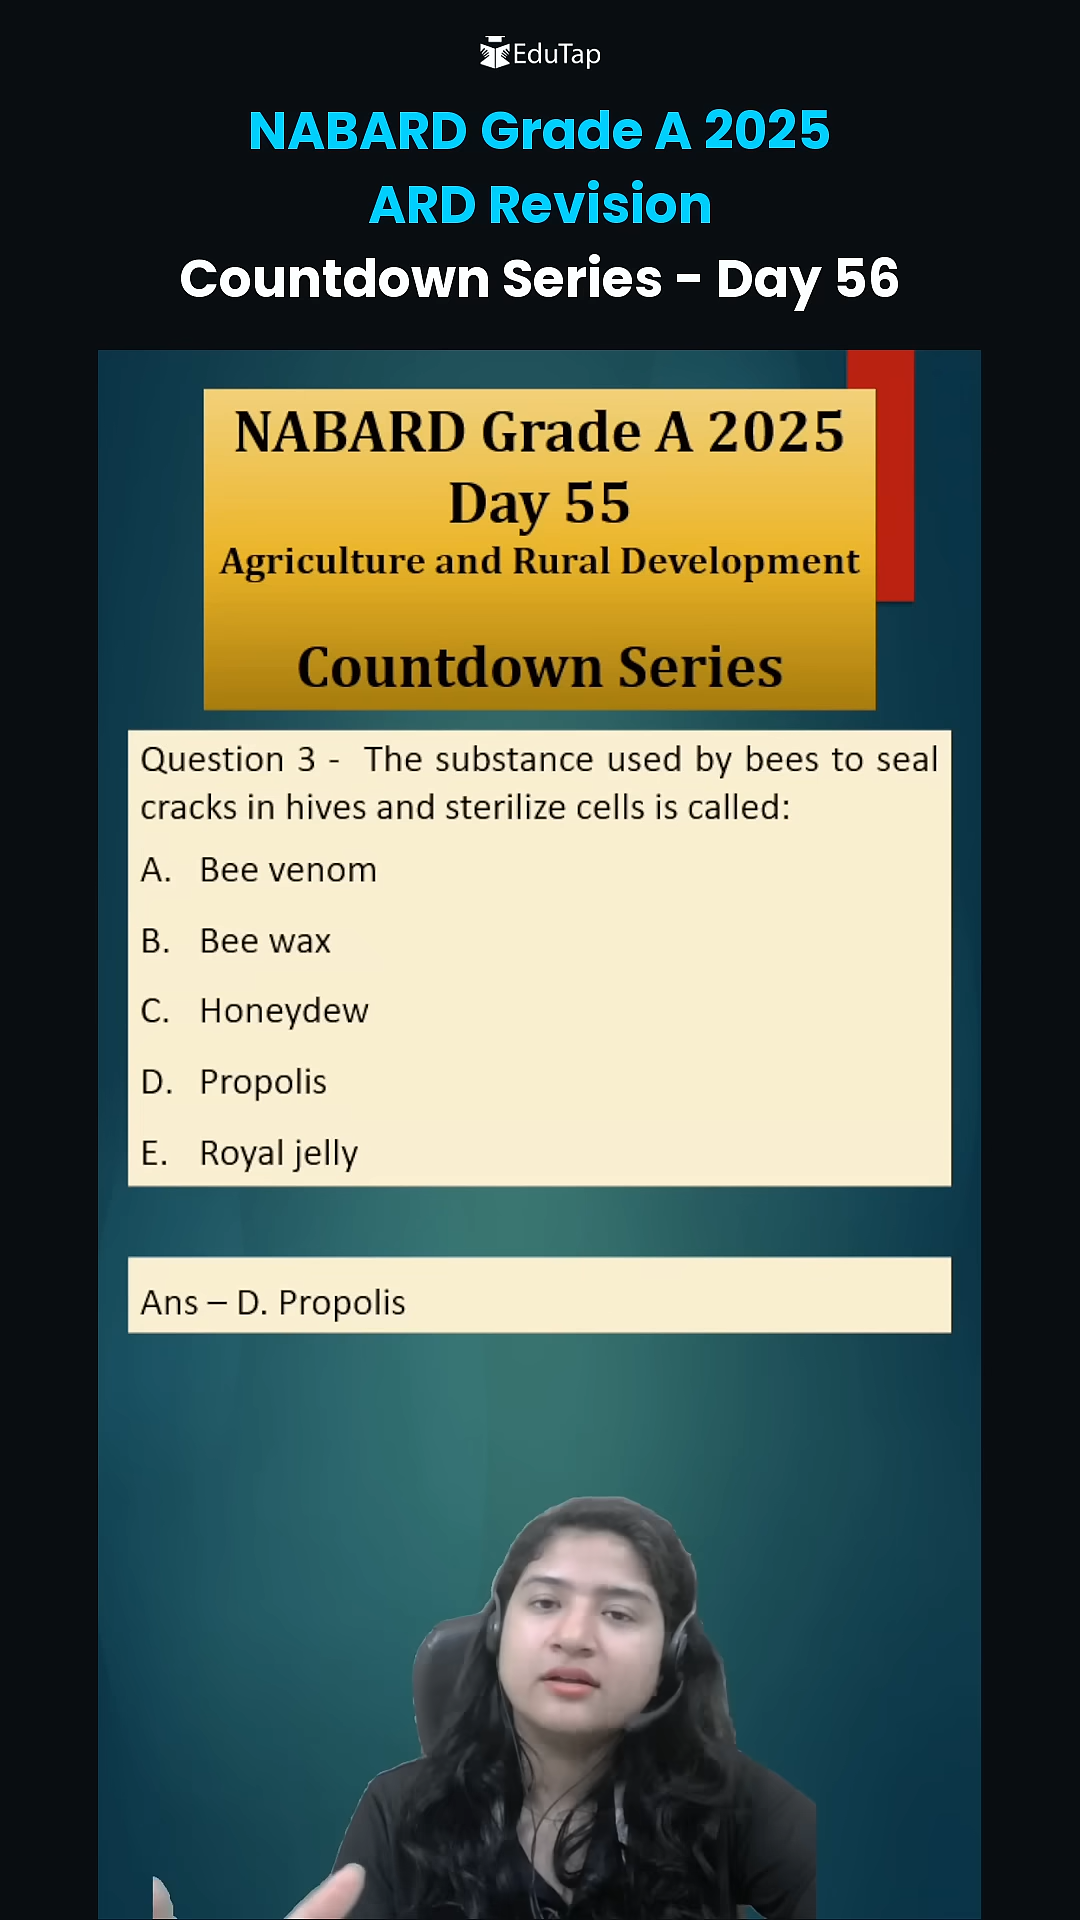 EduTap
NABARD Grade A 2025
ARD Revision
Countdown Series - Day 56
NABARD Grade A 2025
Day 55
Agriculture and Rural Development
Countdown Series
Question 3 - The substance used by bees to seal
cracks in hives and sterilize cells is called:
A. Bee venom
B. Bee wax
C. Honeydew
D. Propolis
E. Royal jelly
Ans – D. Propolis